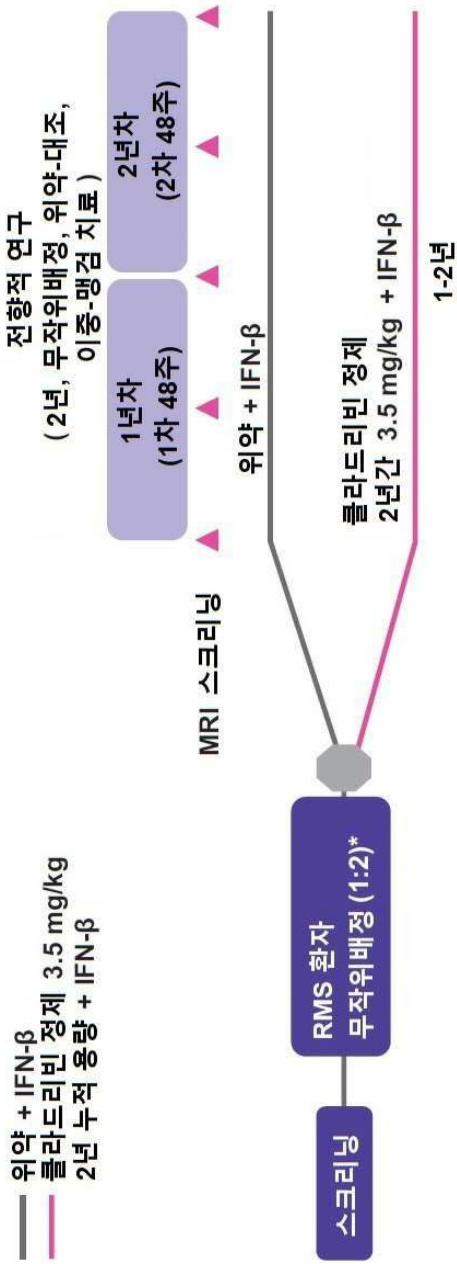 위약 + IFN-β
클라드리빈 정제 3.5 mg/kg
2년 누적 용량 + IFN-β
전향적 연구
( 2년, 무작위배정, 위약-대조,
이중-맹검 치료)
1년차
(1차 48주)
2년차
(2차 48주)
MRI 스크리닝
위약 + IFN-β
스크리닝
RMS 환자
무작위배정 (1:2)*
클라드리빈 정제
2년간 3.5 mg/kg + IFN-β
1-2년